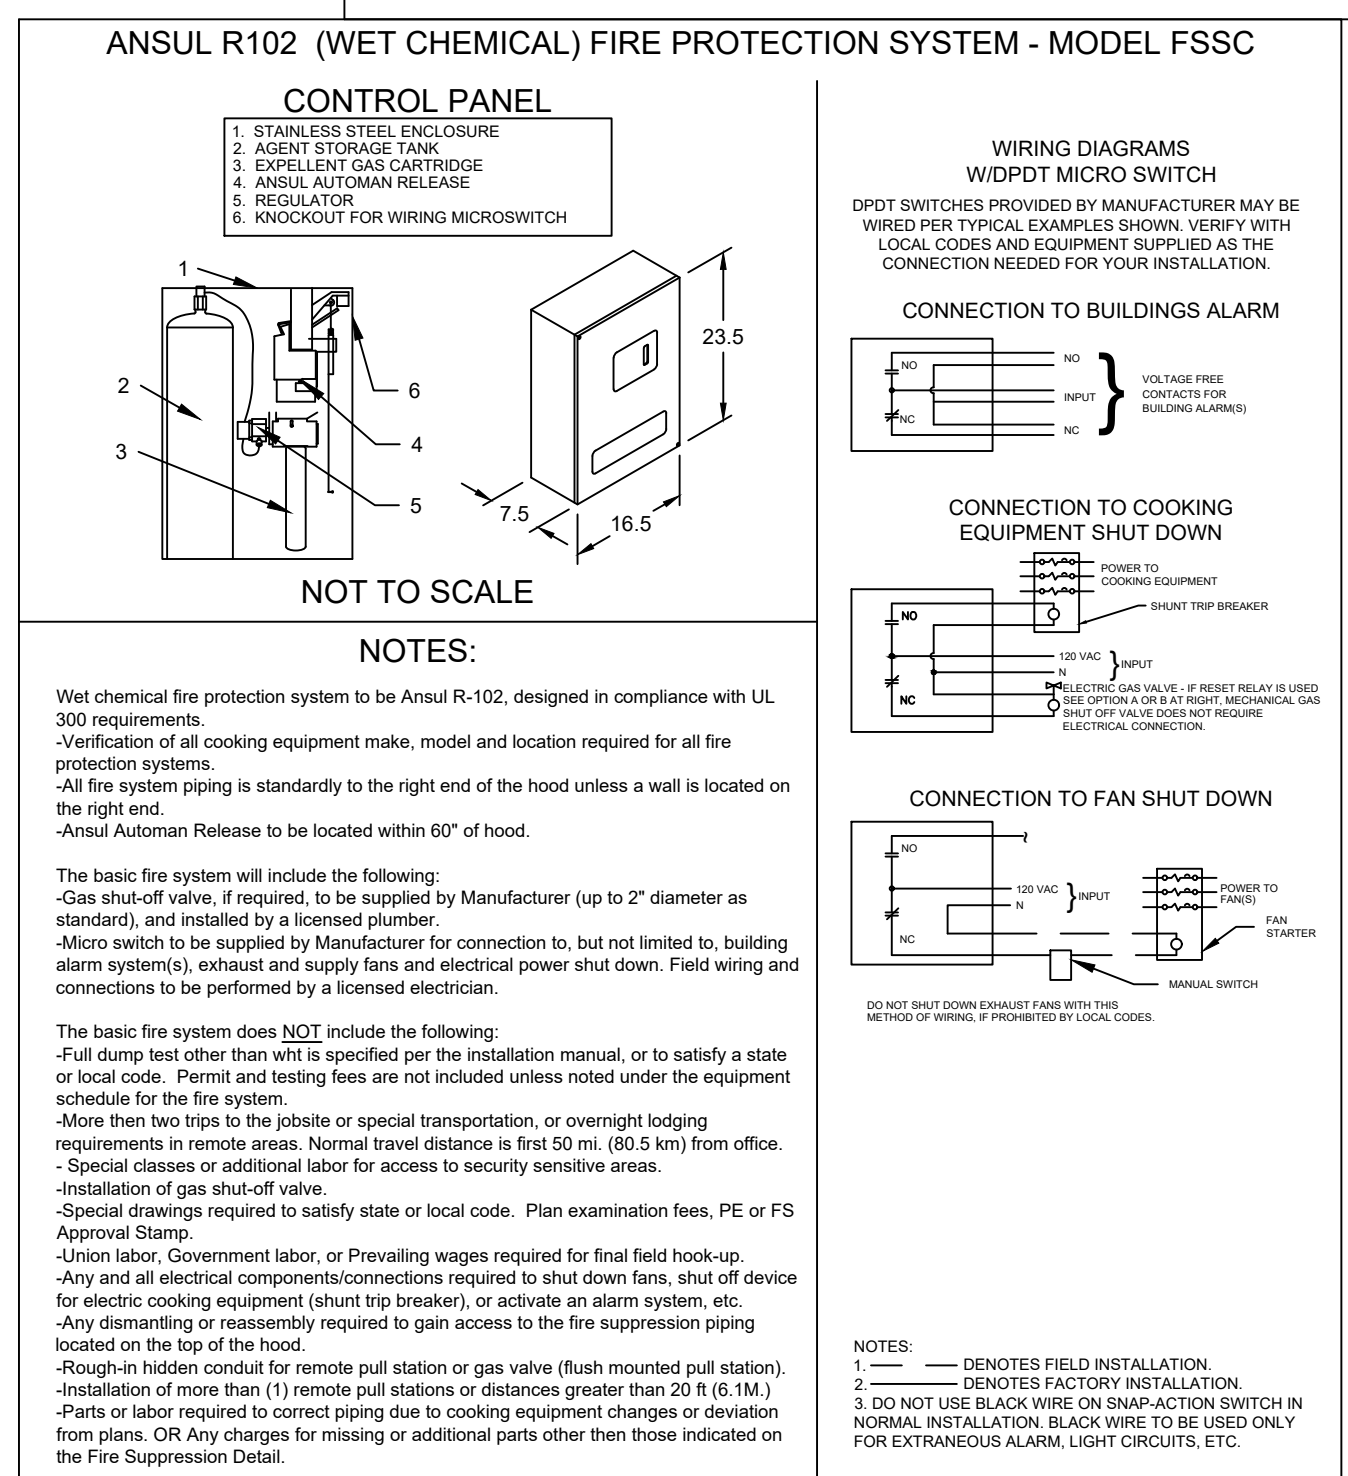 ANSUL R102 (WET CHEMICAL) FIRE PROTECTION SYSTEM - MODEL FSSC
CONTROL PANEL
1. STAINLESS STEEL ENCLOSURE
2. AGENT STORAGE TANK
3. EXPELLENT GAS CARTRIDGE
4. ANSUL AUTOMAN RELEASE
5. REGULATOR
6. KNOCKOUT FOR WIRING MICROSWITCH
1
2
3
6
4
5
23.5
7.5
16.5
NOT TO SCALE
NOTES:
Wet chemical fire protection system to be Ansul R-102, designed in compliance with UL
300 requirements.
-Verification of all cooking equipment make, model and location required for all fire
protection systems.
-All fire system piping is standardly to the right end of the hood unless a wall is located on
the right end.
-Ansul Automan Release to be located within 60" of hood.
The basic fire system will include the following:
-Gas shut-off valve, if required, to be supplied by Manufacturer (up to 2" diameter as
standard), and installed by a licensed plumber.
-Micro switch to be supplied by Manufacturer for connection to, but not limited to, building
alarm system(s), exhaust and supply fans and electrical power shut down. Field wiring and
connections to be performed by a licensed electrician.
The basic fire system does NOT include the following:
-Full dump test other than wht is specified per the installation manual, or to satisfy a state
or local code. Permit and testing fees are not included unless noted under the equipment
schedule for the fire system.
-More then two trips to the jobsite or special transportation, or overnight lodging
requirements in remote areas. Normal travel distance is first 50 mi. (80.5 km) from office.
- Special classes or additional labor for access to security sensitive areas.
-Installation of gas shut-off valve.
-Special drawings required to satisfy state or local code. Plan examination fees, PE or FS
Approval Stamp.
-Union labor, Government labor, or Prevailing wages required for final field hook-up.
-Any and all electrical components/connections required to shut down fans, shut off device
for electric cooking equipment (shunt trip breaker), or activate an alarm system, etc.
-Any dismantling or reassembly required to gain access to the fire suppression piping
located on the top of the hood.
-Rough-in hidden conduit for remote pull station or gas valve (flush mounted pull station).
-Installation of more than (1) remote pull stations or distances greater than 20 ft (6.1M.)
-Parts or labor required to correct piping due to cooking equipment changes or deviation
from plans. OR Any charges for missing or additional parts other then those indicated on
the Fire Suppression Detail.
WIRING DIAGRAMS
W/DPDT MICRO SWITCH
DPDT SWITCHES PROVIDED BY MANUFACTURER MAY BE
WIRED PER TYPICAL EXAMPLES SHOWN. VERIFY WITH
LOCAL CODES AND EQUIPMENT SUPPLIED AS THE
CONNECTION NEEDED FOR YOUR INSTALLATION.
CONNECTION TO BUILDINGS ALARM
NO
NC
NO
INPUT
NC
VOLTAGE FREE
CONTACTS FOR
BUILDING ALARM(S)
CONNECTION TO COOKING
EQUIPMENT SHUT DOWN
POWER TO
COOKING EQUIPMENT
SHUNT TRIP BREAKER
NO
NC
120 VAC
N
INPUT
ELECTRIC GAS VALVE - IF RESET RELAY IS USED
SEE OPTION A OR B AT RIGHT, MECHANICAL GAS
SHUT OFF VALVE DOES NOT REQUIRE
ELECTRICAL CONNECTION.
CONNECTION TO FAN SHUT DOWN
NO
NC
120 VAC
N
INPUT
POWER TO
FAN(S)
FAN
STARTER
MANUAL SWITCH
DO NOT SHUT DOWN EXHAUST FANS WITH THIS
METHOD OF WIRING, IF PROHIBITED BY LOCAL CODES.
NOTES:
1. DENOTES FIELD INSTALLATION.
2. DENOTES FACTORY INSTALLATION.
3. DO NOT USE BLACK WIRE ON SNAP-ACTION SWITCH IN
NORMAL INSTALLATION. BLACK WIRE TO BE USED ONLY
FOR EXTRANEOUS ALARM, LIGHT CIRCUITS, ETC.